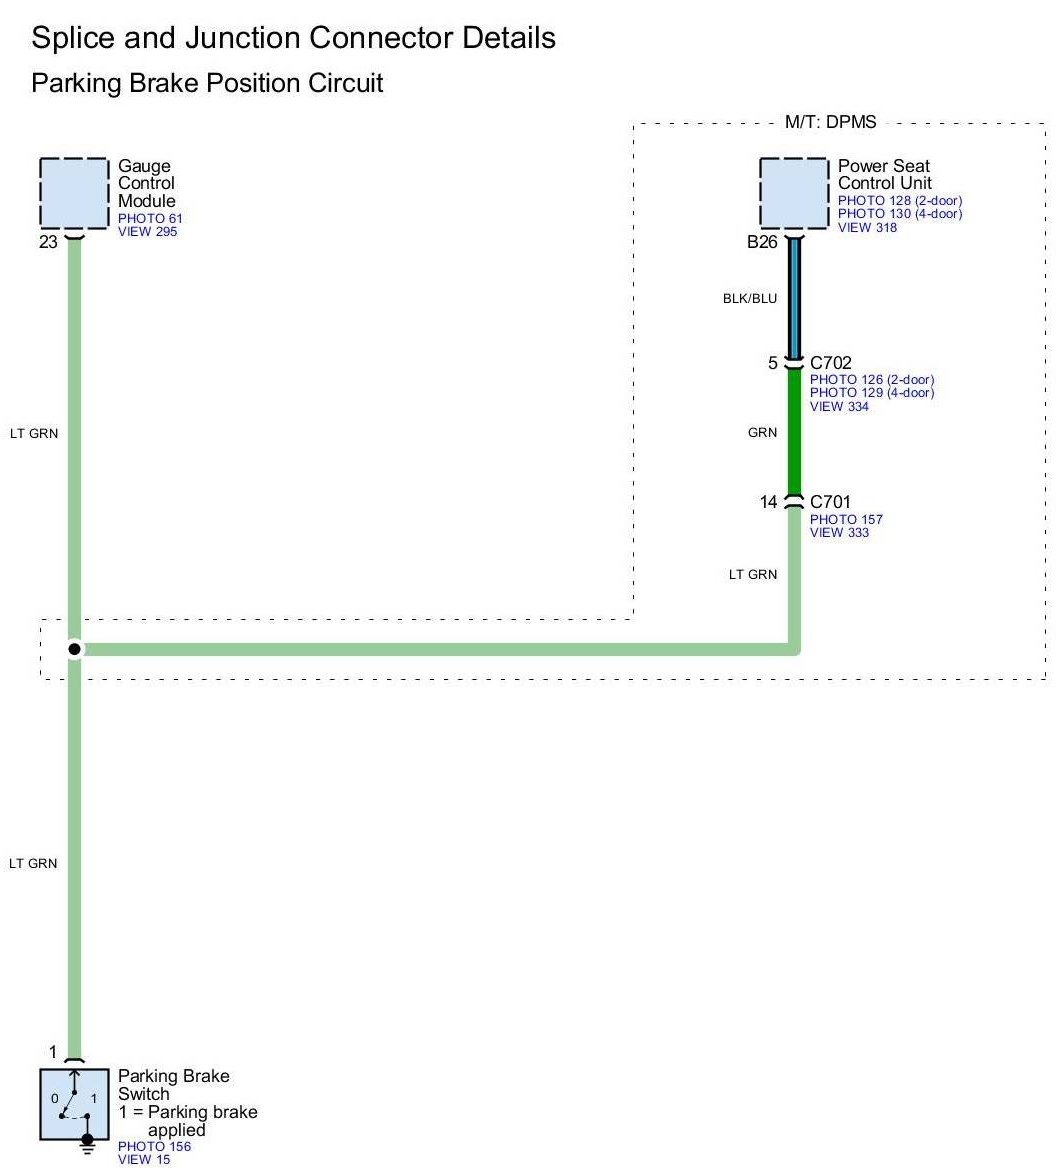 Splice and Junction Connector Details
Parking Brake Position Circuit
M/T: DPMS
Gauge
Control
Module
PHOTO 61
VIEW 295
23
Power Seat
Control Unit
PHOTO 128 (2-door)
PHOTO 130 (4-door)
VIEW 318
B26
BLK/BLU
5
C702
PHOTO 126 (2-door)
PHOTO 129 (4-door)
VIEW 334
LT GRN
GRN
14
C701
PHOTO 157
VIEW 333
LT GRN
LT GRN
1
0
1
Parking Brake
Switch
1 = Parking brake
applied
PHOTO 156
VIEW 15